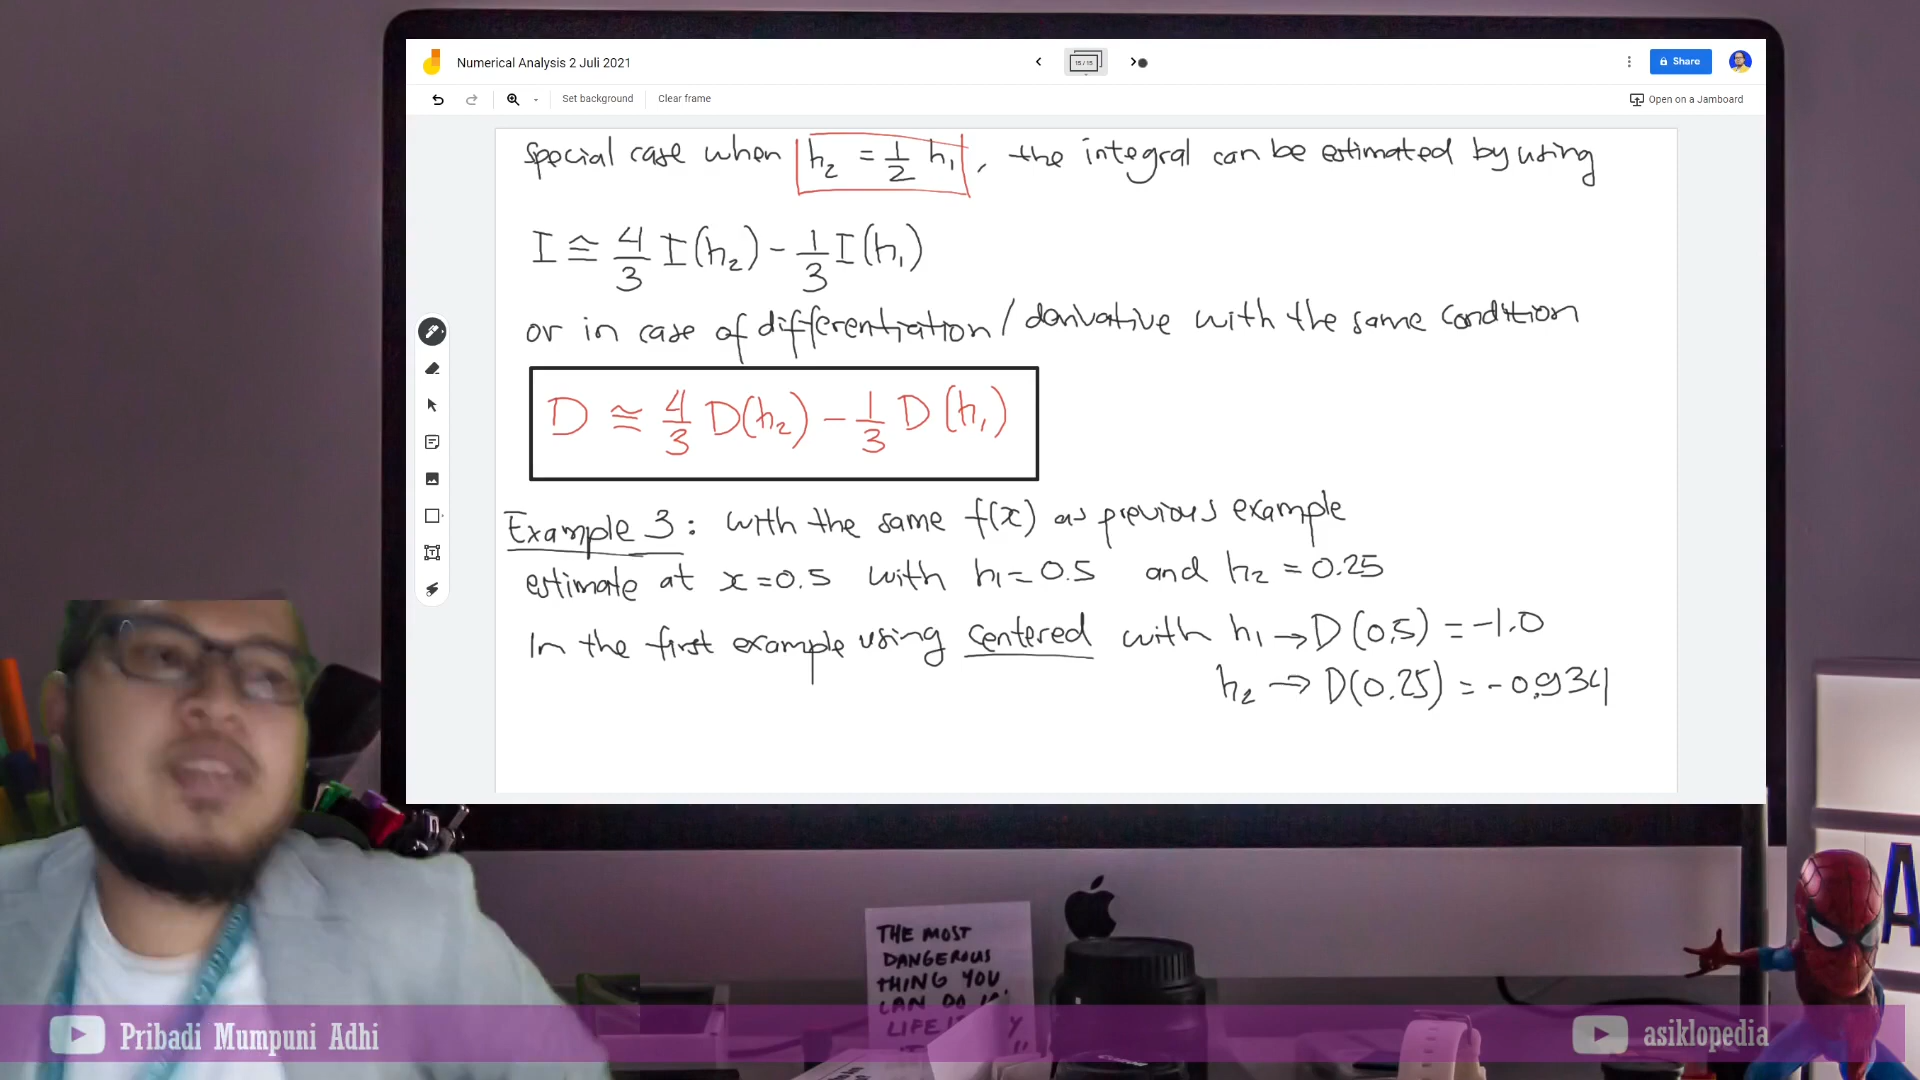 Numerical Analysis 2 Juli 2021
15 / 15
Share
Set background
Clear frame
Open on a Jamboard
special case when h₂ = 1/2 h₁, the integral can be estimated by using
I ≅ 4/3 I(h₂) - 1/3 I(h₁)
or in case of differentiation / derivative with the same condition
D ≅ 4/3 D(h₂) - 1/3 D(h₁)
Example 3: with the same f(x) as previous example
estimate at x = 0.5 with h₁ = 0.5 and h₂ = 0.25
In the first example using centered with h₁ → D(0.5) = -1.0
h₂ → D(0.25) = -0.934
THE MOST
DANGEROUS
THING YOU
CAN DO
LIFE
A
Pribadi Mumpuni Adhi
asiklopedia